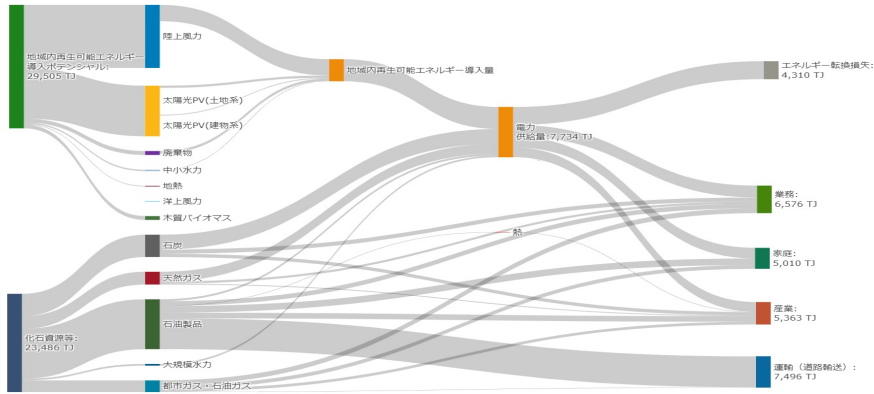 地域内再生可能エネルギー
導入ポテンシャル:
29,505 TJ
陸上風力
太陽光PV(土地系)
太陽光PV(建物系)
廃棄物
中小水力
地熱
洋上風力
木質バイオマス
地域内再生可能エネルギー導入量
電力
供給量:7,734 TJ
エネルギー転換損失:
4,310 TJ
業務:
6,576 TJ
熱
家庭:
5,010 TJ
産業:
5,363 TJ
運輸（道路輸送）:
7,496 TJ
化石資源等:
23,486 TJ
石炭
天然ガス
石油製品
大規模水力
都市ガス・石油ガス